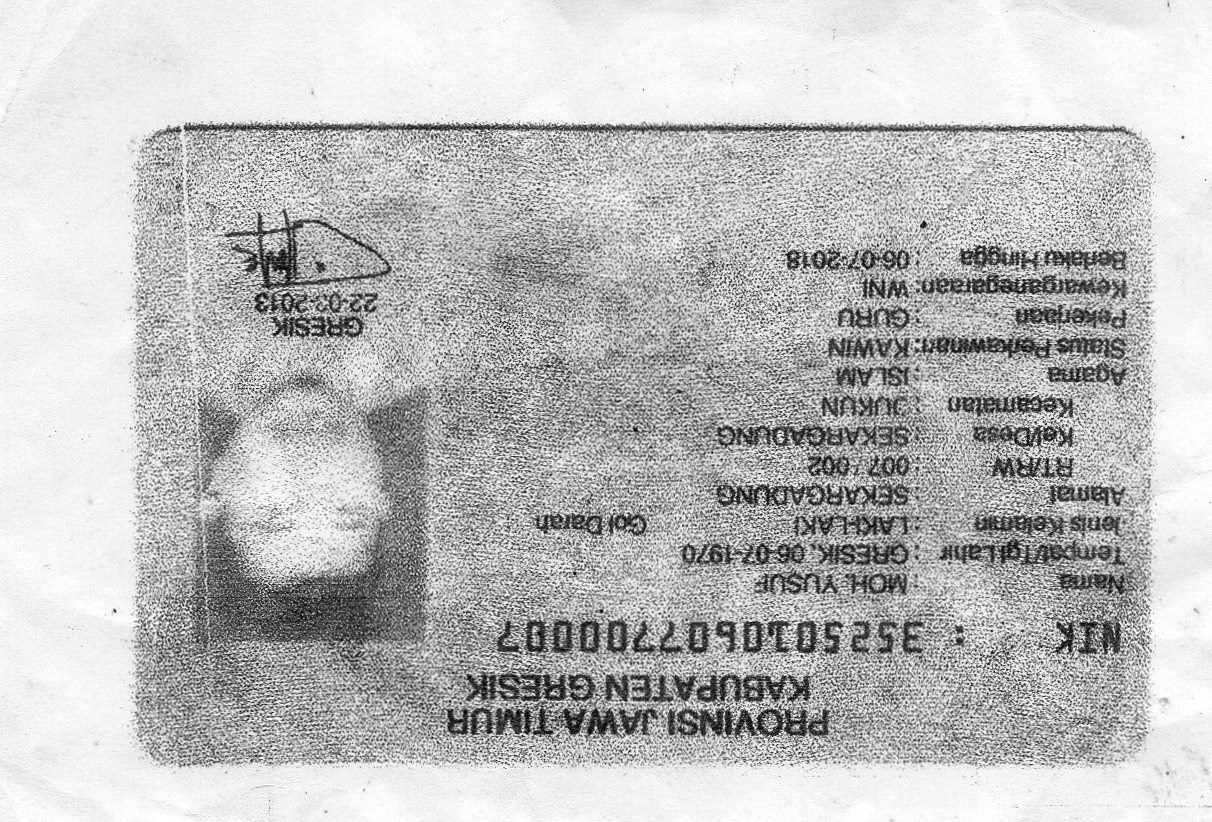 PROVINSI JAWA TIMUR
KABUPATEN GRESIK
NIK : 3525010607700007
Nama : MOH. YUSUF
Tempat/Tgl Lahir : GRESIK, 06-07-1970
Jenis Kelamin : LAKI-LAKI Gol Darah
Alamat : SEKARGADUNG
RT/RW : 007 / 002
Kel/Desa : SEKARGADUNG
Kecamatan : DUKUN
Agama : ISLAM
Status Perkawinan: KAWIN
Pekerjaan : GURU
Kewarganegaraan: WNI
Berlaku Hingga : 06-07-2018
GRESIK
22-03-2013